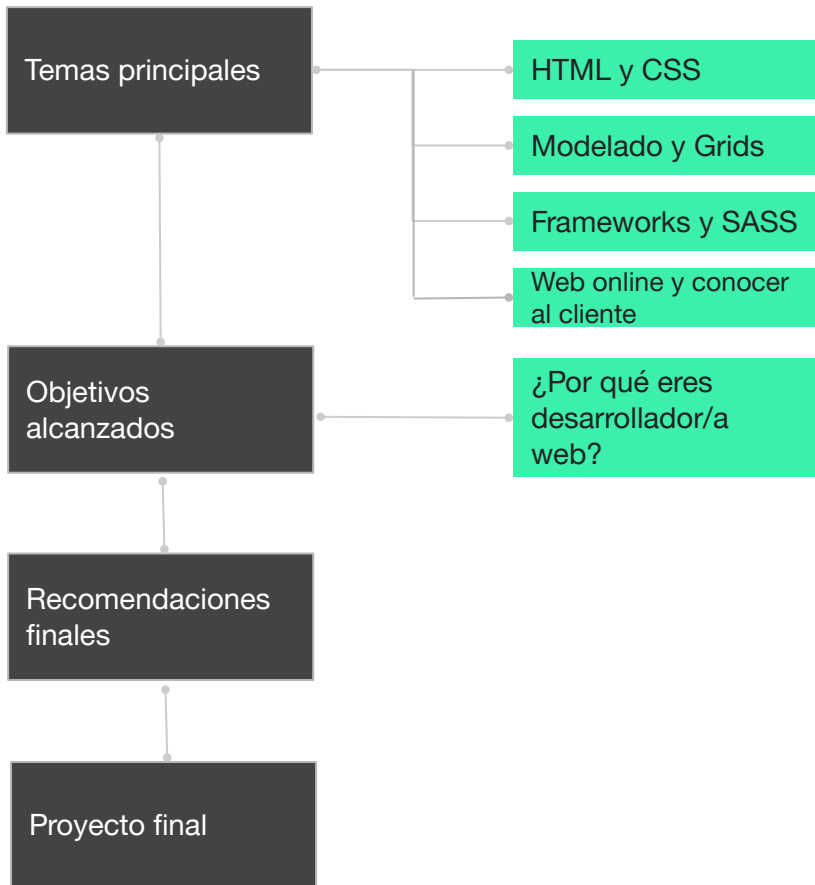 Temas principales
HTML y CSS
Modelado y Grids
Frameworks y SASS
Web online y conocer
al cliente
Objetivos
alcanzados
¿Por qué eres
desarrollador/a
web?
Recomendaciones
finales
Proyecto final